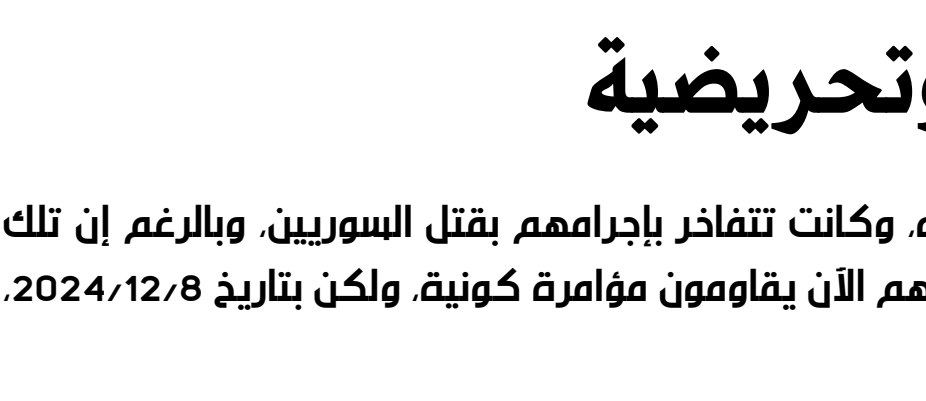 وتحريضية
ه، وكانت تتفاخر بإجرامهم بقتل السوريين، وبالرغم إن تلك
هم الآن يقاومون مؤامرة كونية، ولكن بتاريخ 2024/12/8،